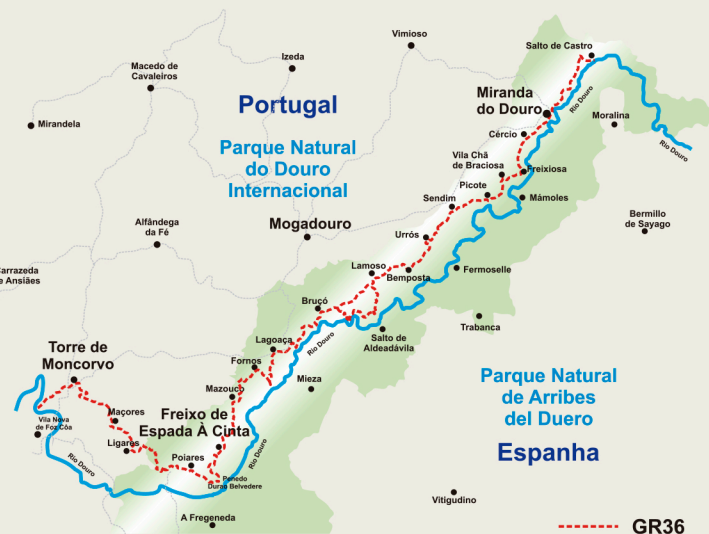 Salto de Castro
Vimioso
Izeda
Macedo de
Cavaleiros
Miranda
do Douro
Portugal
Rio Douro
Moralina
Mirandela
Cércio
Rio Douro
Parque Natural
do Douro
Internacional
Vila Chã
de Braciosa
Freixiosa
Picote
Mámoles
Sendim
Bermillo
de Sayago
Alfândega
da Fé
Mogadouro
Urrós
Lamoso
Bemposta
Fermoselle
Carrazeda
e Ansiães
Bruçó
Trabança
Rio Douro
Salto de
Aldeadávila
Lagoaça
Torre de
Moncorvo
Fornos
Mieza
Parque Natural
de Arribes
del Duero
Mazouco
Maçores
Freixo de
Espada À Cinta
Vila Nova
de Foz Côa
Ligares
Rio Douro
Espanha
Rio Douro
Poiares
Penedo
Durao Belvedere
Vitigudino
A Fregeneda
GR36